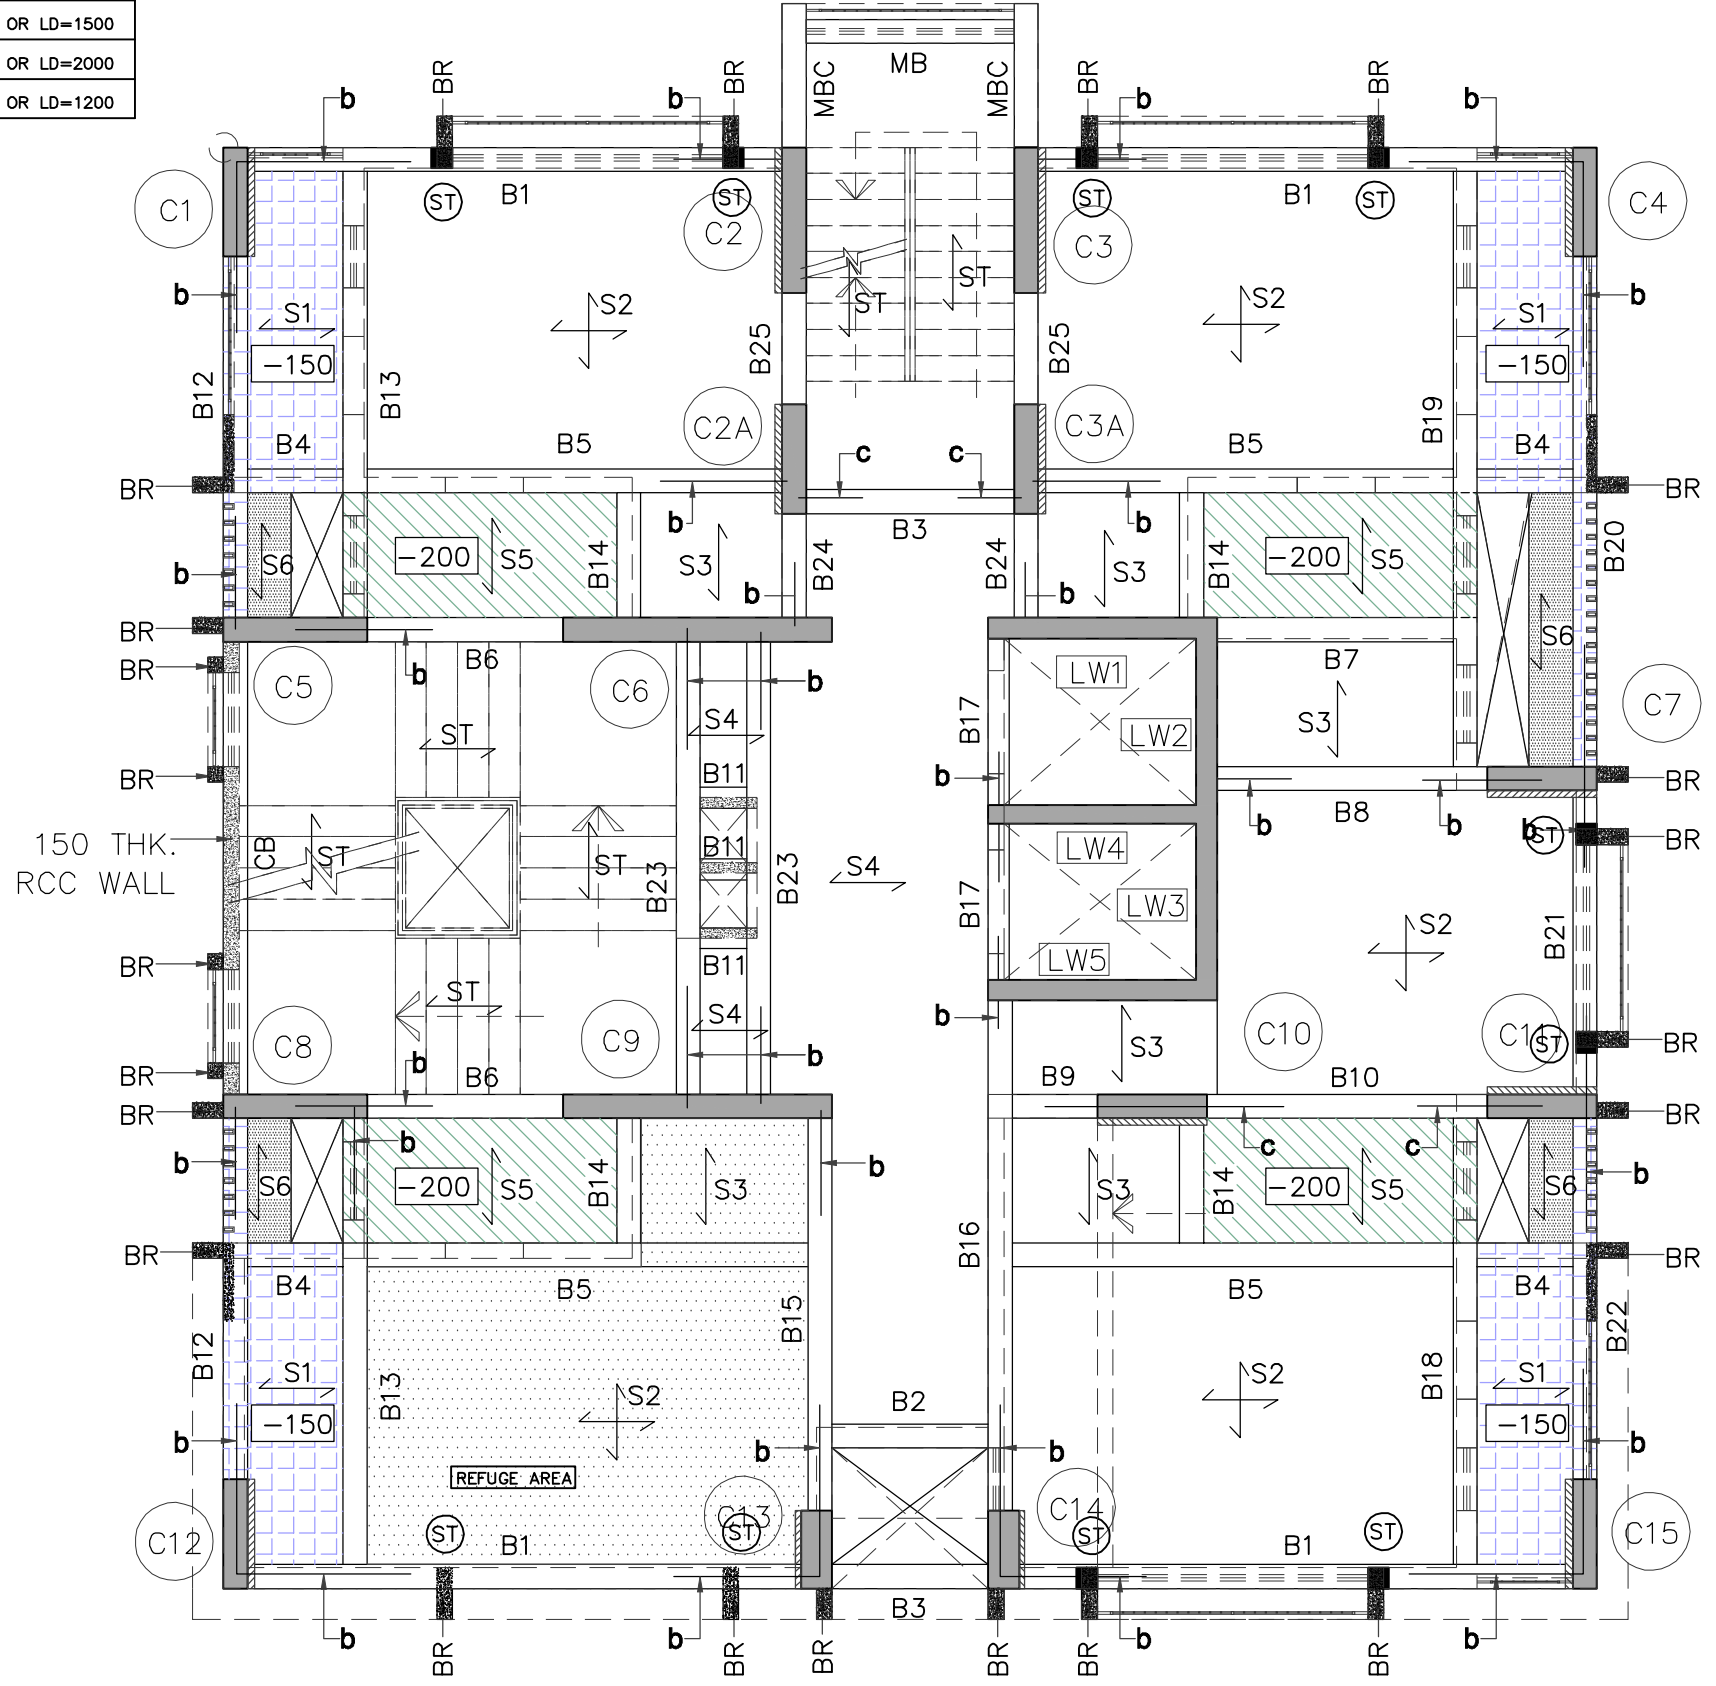 OR LD=1500
OR LD=2000
OR LD=1200
MB
BR
BR
MBC
MBC
BR
BR
b
b
b
b
C1
ST
B1
ST
C2
C3
ST
B1
ST
C4
b
S1
-150
S2
ST
ST
S2
S1
-150
b
B12
B13
B25
B25
B19
B4
B5
C2A
C3A
B5
B4
c
c
BR
b
B3
b
BR
b
S6
-200
S5
B14
S3
B24
B24
S3
B14
-200
S5
B20
b
b
BR
S6
BR
C5
B6
b
C6
b
LW1
B7
C7
S4
ST
B17
LW2
S3
BR
B11
b
BR
B8
b
b
b
ST
BR
150 THK.
RCC WALL
CB
ST
ST
B11
B23
B23
S4
LW4
B17
LW3
S2
B21
BR
B11
LW5
ST
S4
b
C8
C9
b
S3
C10
C11
ST
BR
BR
b
B6
B9
B10
BR
BR
b
b
b
c
c
b
S6
-200
S5
B14
S3
S3
B14
-200
S5
S6
BR
B16
BR
B4
B5
B15
B5
B4
B12
B22
S1
-150
B13
S2
S2
B18
S1
-150
B2
b
b
b
b
REFUGE AREA
C12
ST
B1
C13
ST
C14
ST
B1
ST
C15
B3
b
b
b
b
BR
BR
BR
BR
BR
BR